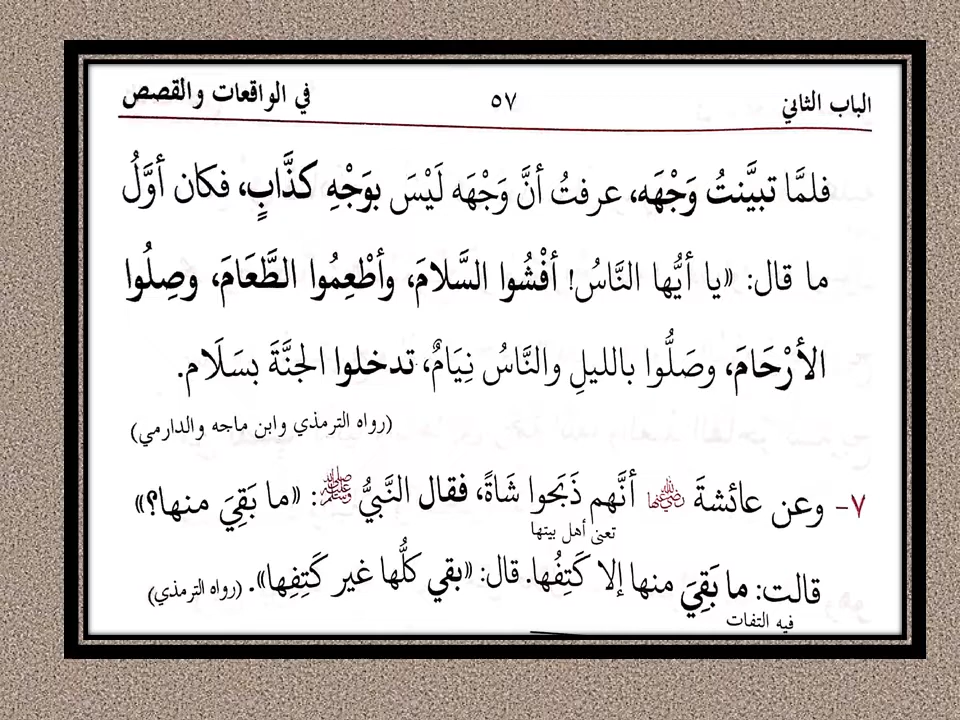 الباب الثاني ٥٧ في الواقعات والقصص
فلمَّا تبيَّنتُ وَجْهَه، عرفتُ أنَّ وَجْهَه لَيْسَ بوَجْهِ كذَّابٍ، فكان أوَّلُ
ما قال: «يا أيُّها النَّاسُ! أفْشُوا السَّلامَ، وأطْعِمُوا الطَّعَامَ، وصِلُوا
الأرْحَامَ، وصَلُّوا بالليلِ والنَّاسُ نِيَامٌ، تدخلوا الجنَّةَ بسَلَام.
(رواه الترمذي وابن ماجه والدارمي)
٧- وعن عائشةَ رضي الله عنها أنَّهم ذَبَحُوا شَاةً، فقال النَّبيُّ ﷺ: «ما بَقِيَ منها؟»
تعني أهل بيتها
قالت: ما بَقِيَ منها إلا كَتِفُها. قال: «بقي كلُّها غير كَتِفِها». (رواه الترمذي)
فيه التفات